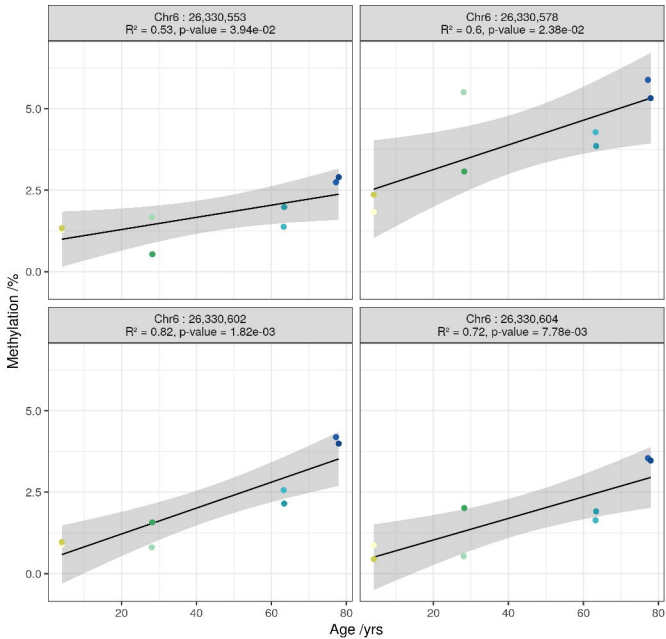 Chr6 : 26,330,553
R² = 0.53, p-value = 3.94e-02
Chr6 : 26,330,578
R² = 0.6, p-value = 2.38e-02
5.0
2.5
0.0
Methylation /%
Chr6 : 26,330,602
R² = 0.82, p-value = 1.82e-03
Chr6 : 26,330,604
R² = 0.72, p-value = 7.78e-03
5.0
2.5
0.0
20 40 60 80 20 40 60 80
Age /yrs